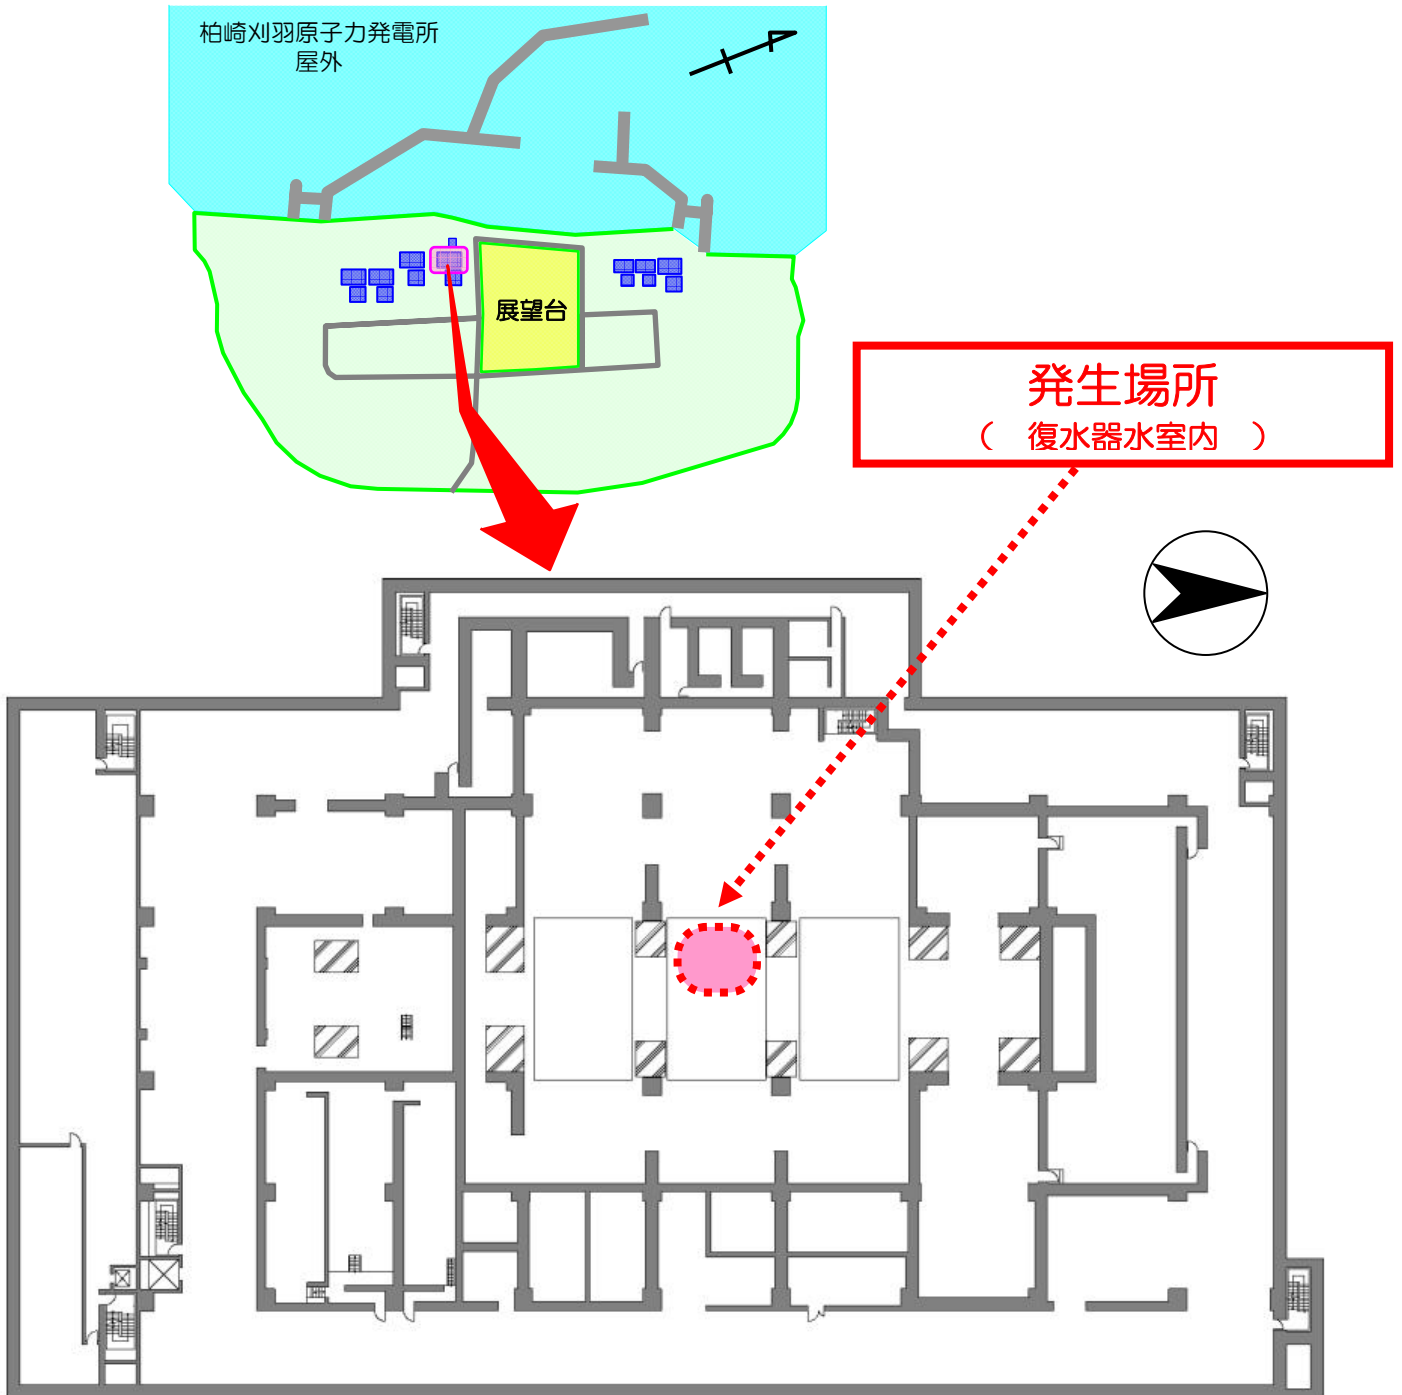 柏崎刈羽原子力発電所
屋外
展望台
発生場所
（　復水器水室内　）